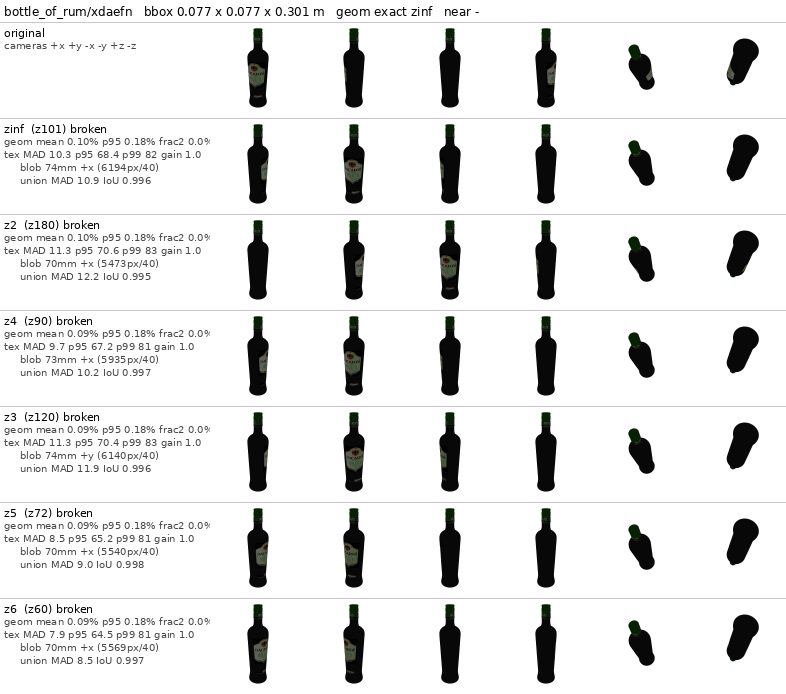 bottle_of_rum/xdaefn bbox 0.077 x 0.077 x 0.301 m geom exact zinf near -
original
cameras +x +y -x -y +z -z
zinf (z101) broken
geom mean 0.10% p95 0.18% frac2 0.0%
tex MAD 10.3 p95 68.4 p99 82 gain 1.0
blob 74mm +x (6194px/40)
union MAD 10.9 IoU 0.996
z2 (z180) broken
geom mean 0.10% p95 0.18% frac2 0.0%
tex MAD 11.3 p95 70.6 p99 83 gain 1.0
blob 70mm +x (5473px/40)
union MAD 12.2 IoU 0.995
z4 (z90) broken
geom mean 0.09% p95 0.18% frac2 0.0%
tex MAD 9.7 p95 67.2 p99 81 gain 1.0
blob 73mm +x (5935px/40)
union MAD 10.2 IoU 0.997
z3 (z120) broken
geom mean 0.09% p95 0.18% frac2 0.0%
tex MAD 11.3 p95 70.4 p99 83 gain 1.0
blob 74mm +y (6140px/40)
union MAD 11.9 IoU 0.996
z5 (z72) broken
geom mean 0.09% p95 0.18% frac2 0.0%
tex MAD 8.5 p95 65.2 p99 81 gain 1.0
blob 70mm +x (5540px/40)
union MAD 9.0 IoU 0.998
z6 (z60) broken
geom mean 0.09% p95 0.18% frac2 0.0%
tex MAD 7.9 p95 64.5 p99 81 gain 1.0
blob 70mm +x (5569px/40)
union MAD 8.5 IoU 0.997